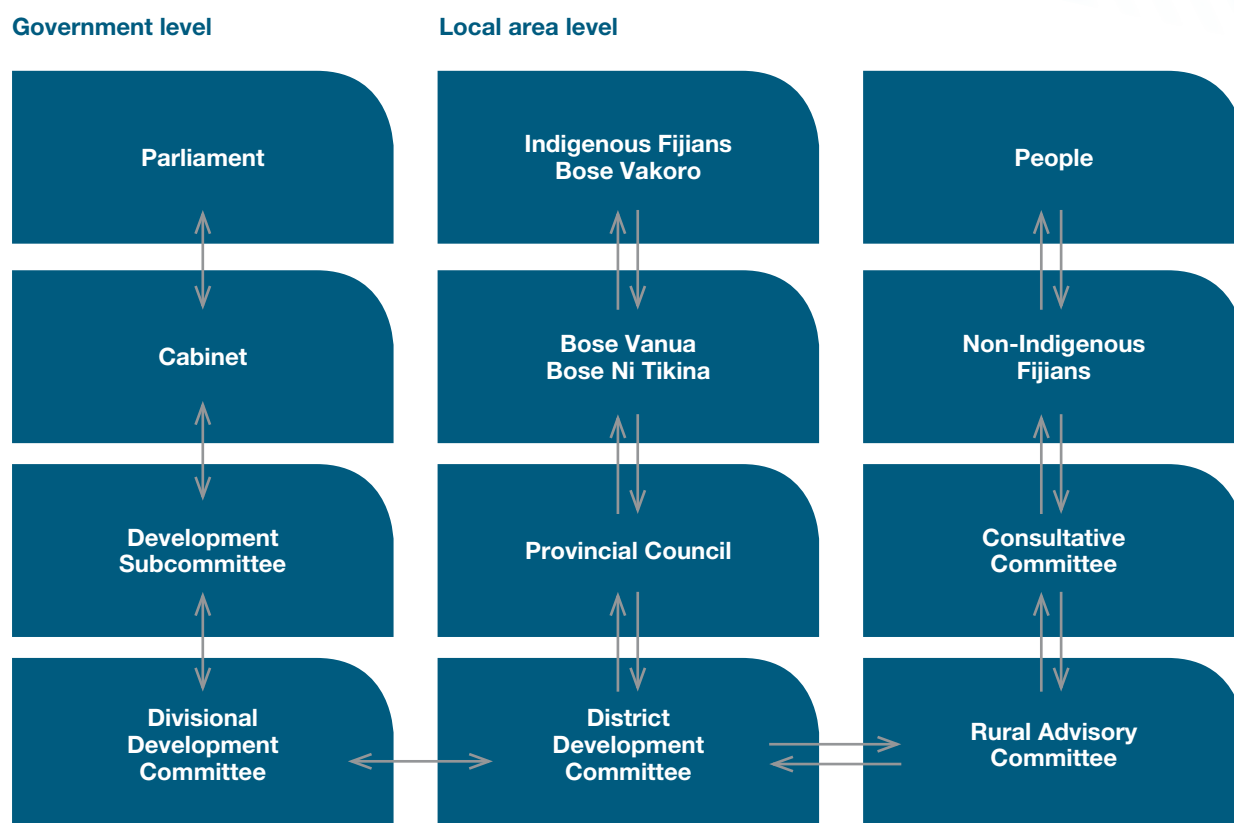 Government level
Local area level
Parliament
Indigenous Fijians
Bose Vakoro
People
Cabinet
Bose Vanua
Bose Ni Tikina
Non-Indigenous
Fijians
Development
Subcommittee
Provincial Council
Consultative
Committee
Divisional
Development
Committee
District
Development
Committee
Rural Advisory
Committee